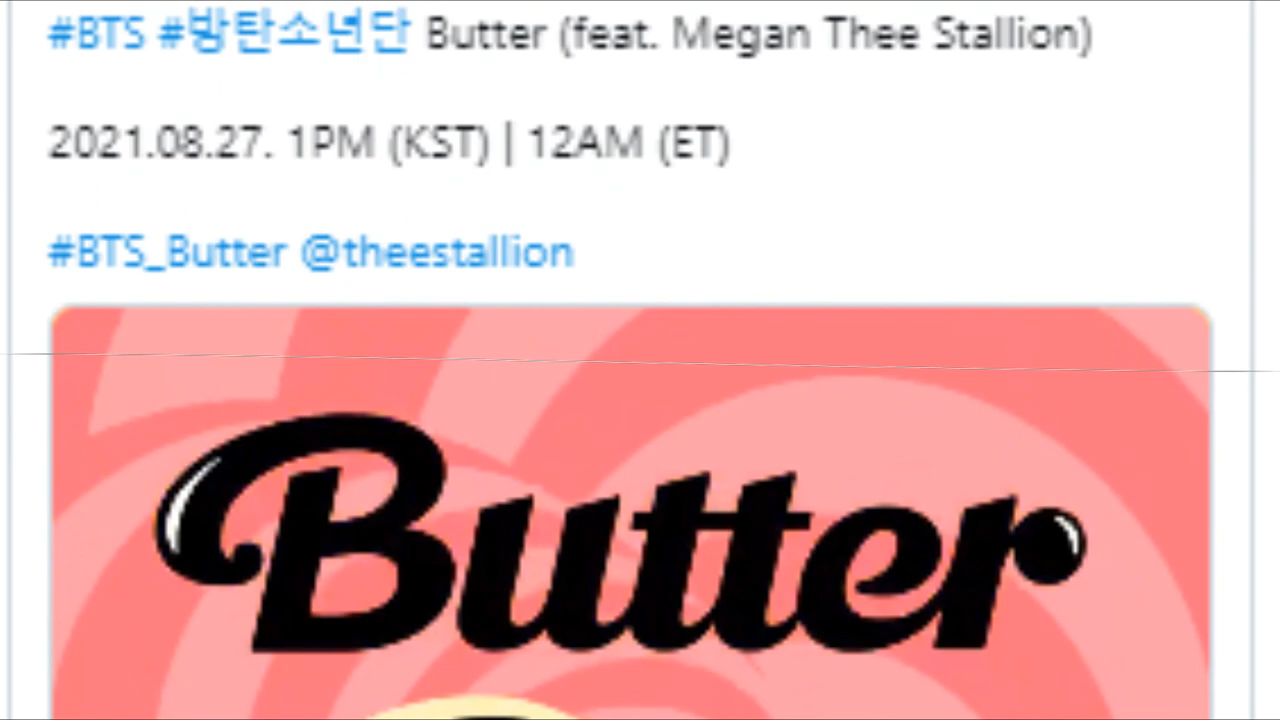 #BTS #방탄소년단 Butter (feat. Megan Thee Stallion)
2021.08.27. 1PM (KST) | 12AM (ET)
#BTS_Butter @theestallion
Butter